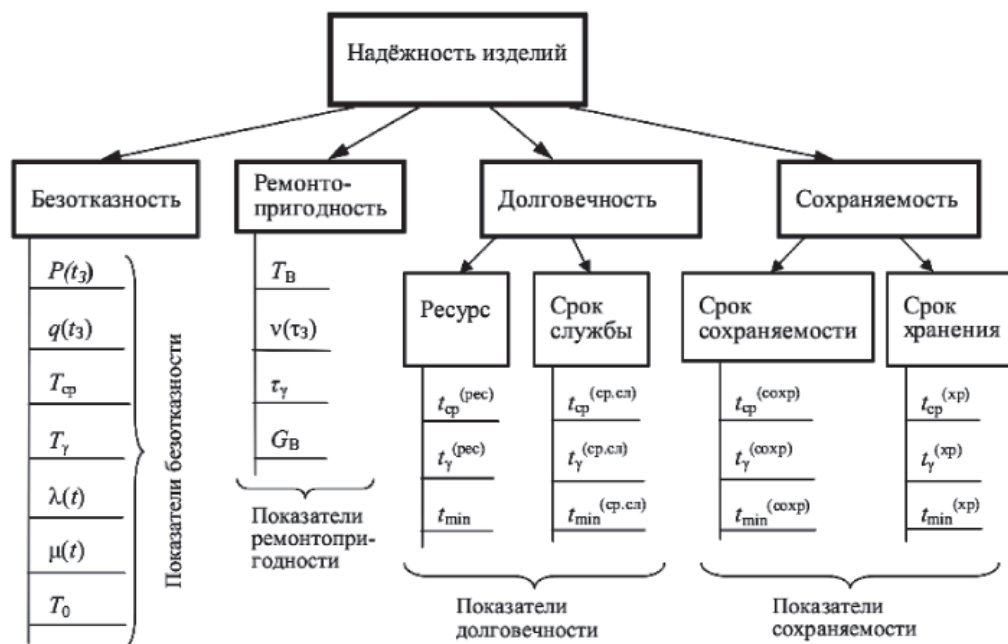 Надёжность изделий
Безотказность
Ремонто-
пригодность
Долговечность
Сохраняемость
P(t₃)
q(t₃)
Tср
Tγ
λ(t)
μ(t)
T₀
Показатели безотказности
TВ
ν(τ₃)
τγ
GВ
Показатели
ремонтопри-
годности
Ресурс
tср(рес)
tγ(рес)
tmin
Срок
службы
tср(ср.сл)
tγ(ср.сл)
tmin(ср.сл)
Показатели
долговечности
Срок
сохраняемости
tср(сохр)
tγ(сохр)
tmin(сохр)
Срок
хранения
tср(хр)
tγ(хр)
tmin(хр)
Показатели
сохраняемости